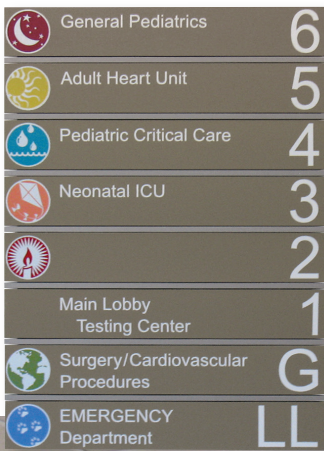 General Pediatrics 6
Adult Heart Unit 5
Pediatric Critical Care 4
Neonatal ICU 3
2
Main Lobby
Testing Center 1
Surgery/Cardiovascular
Procedures G
EMERGENCY
Department LL